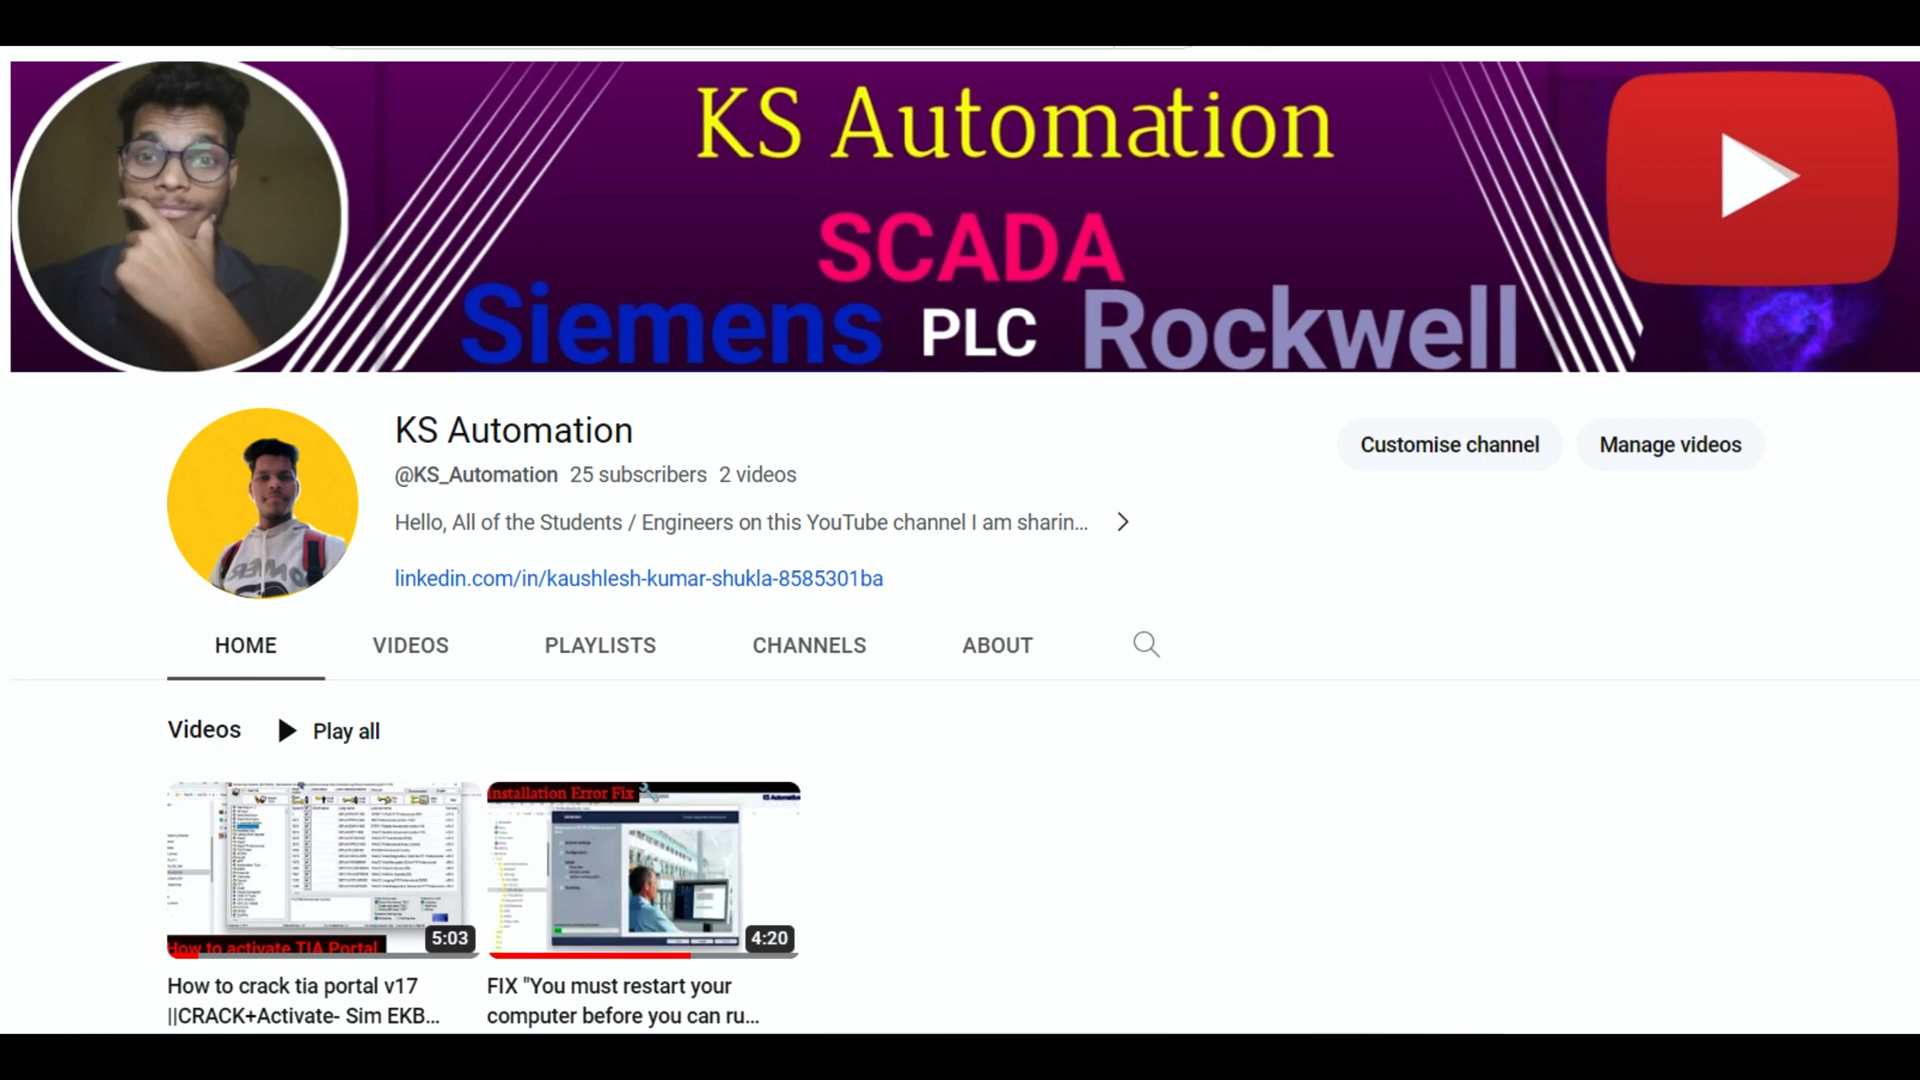 KS Automation
SCADA
Siemens PLC Rockwell
KS Automation
@KS_Automation 25 subscribers 2 videos
Hello, All of the Students / Engineers on this YouTube channel I am sharin...
linkedin.com/in/kaushlesh-kumar-shukla-8585301ba
Customise channel
Manage videos
HOME VIDEOS PLAYLISTS CHANNELS ABOUT
Videos Play all
How to activate TIA Portal
5:03
nstallation Error Fix
KS Automation
4:20
How to crack tia portal v17
||CRACK+Activate- Sim EKB...
FIX "You must restart your
computer before you can ru...